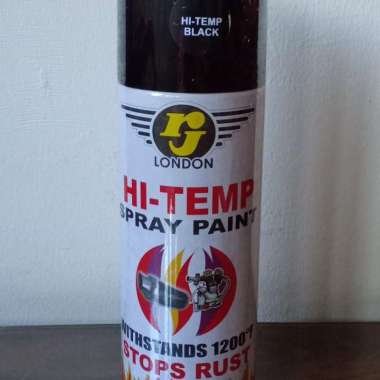 HI-TEMP
BLACK
rj
LONDON
HI-TEMP
SPRAY PAINT
WITHSTANDS 1200°F
STOPS RUST